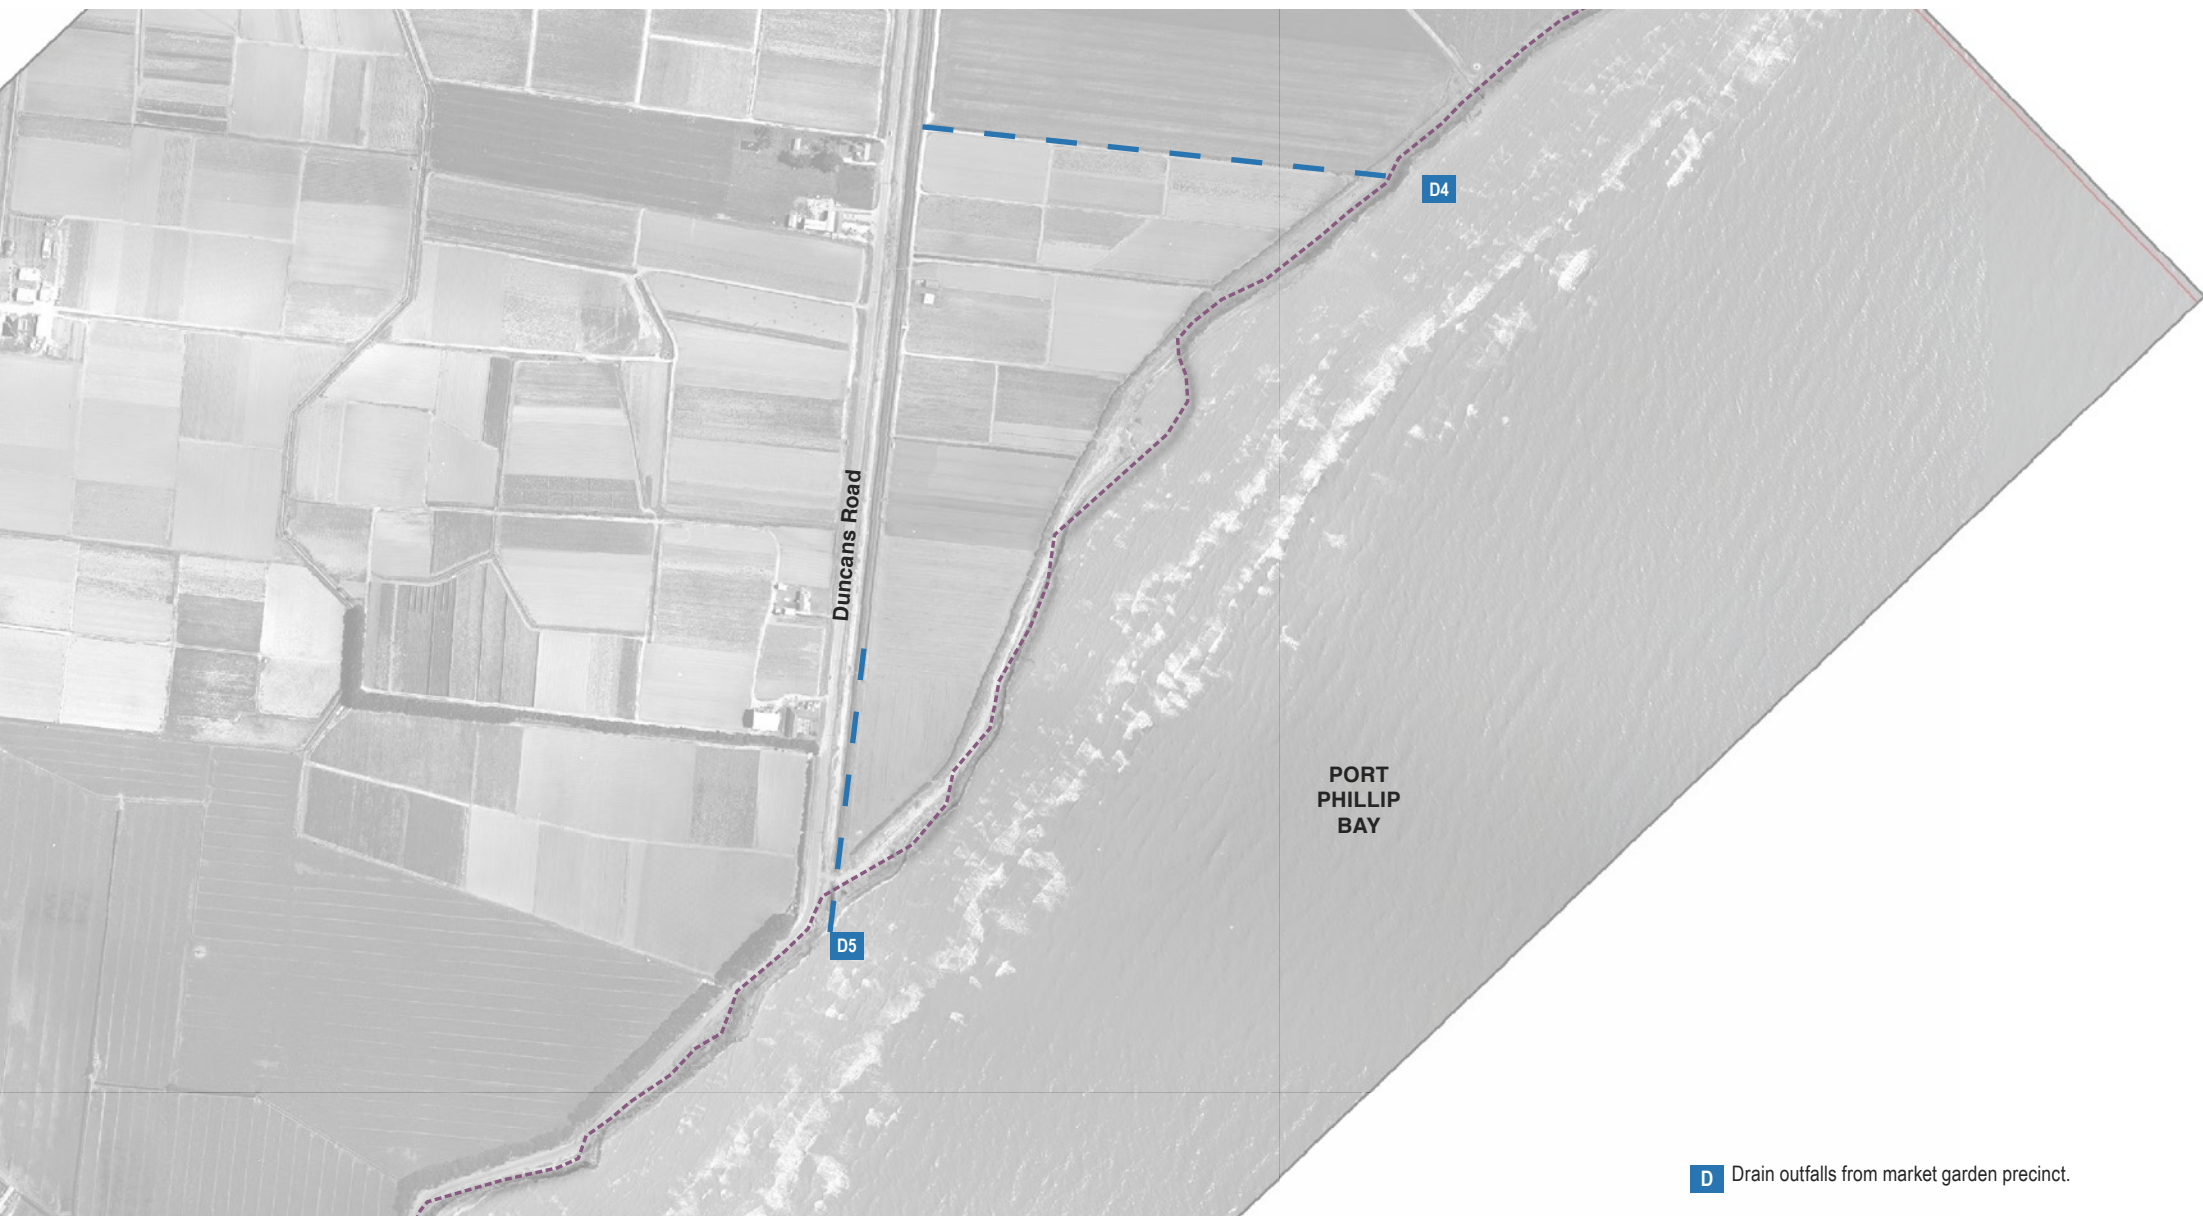 D4
Duncans Road
PORT
PHILLIP
BAY
D5
D Drain outfalls from market garden precinct.